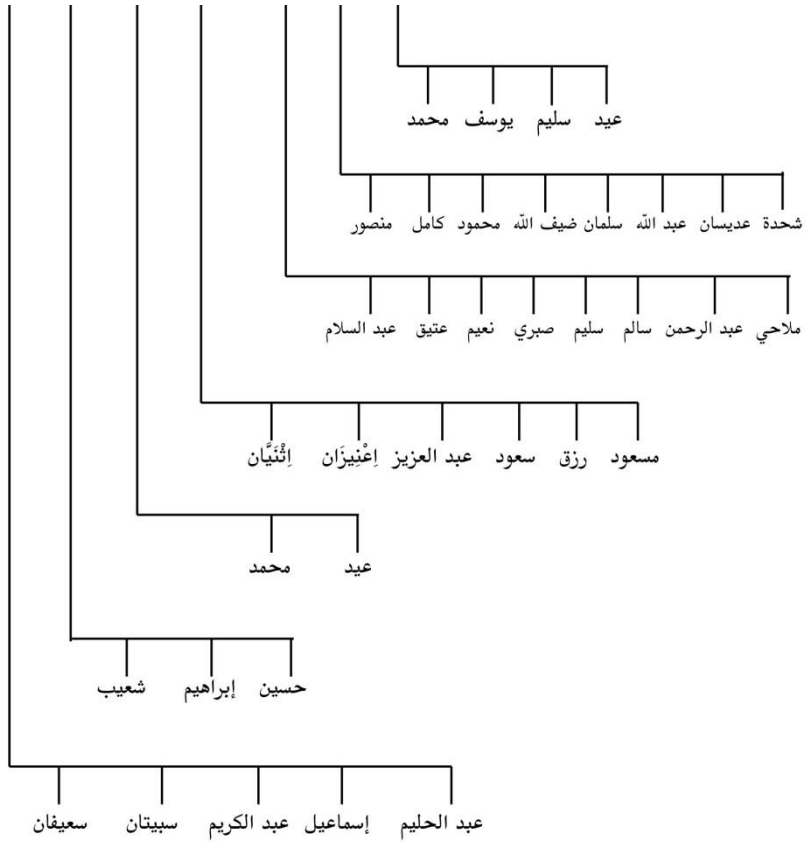 عيد سليم يوسف محمد
شحدة عديسان عبد الله سلمان ضيف الله محمود كامل منصور
ملاحي عبد الرحمن سالم سليم صبري نعيم عتيق عبد السلام
مسعود رزق سعود عبد العزيز اِعْنِيزَان اِثْنَيَّان
عيد محمد
حسين إبراهيم شعيب
عبد الحليم إسماعيل عبد الكريم سبيتان سعيفان